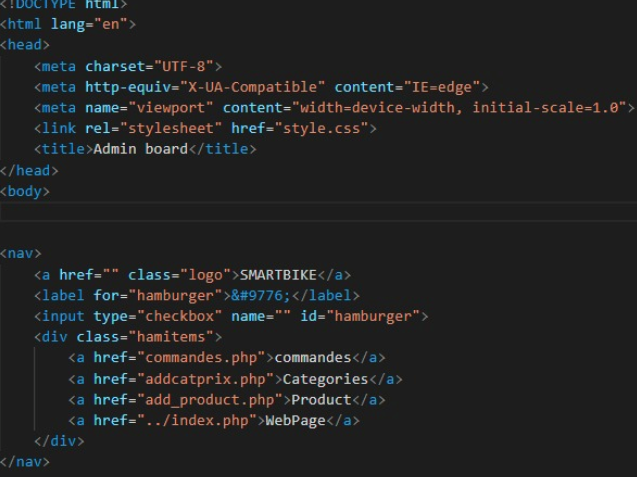 <!DOCTYPE html>
<html lang="en">
<head>
    <meta charset="UTF-8">
    <meta http-equiv="X-UA-Compatible" content="IE=edge">
    <meta name="viewport" content="width=device-width, initial-scale=1.0">
    <link rel="stylesheet" href="style.css">
    <title>Admin board</title>
</head>
<body>
<nav>
    <a href="" class="logo">SMARTBIKE</a>
    <label for="hamburger">&#9776;</label>
    <input type="checkbox" name="" id="hamburger">
    <div class="hamitems">
        <a href="commandes.php">commandes</a>
        <a href="addcatprix.php">Categories</a>
        <a href="add_product.php">Product</a>
        <a href="../index.php">WebPage</a>
    </div>
</nav>